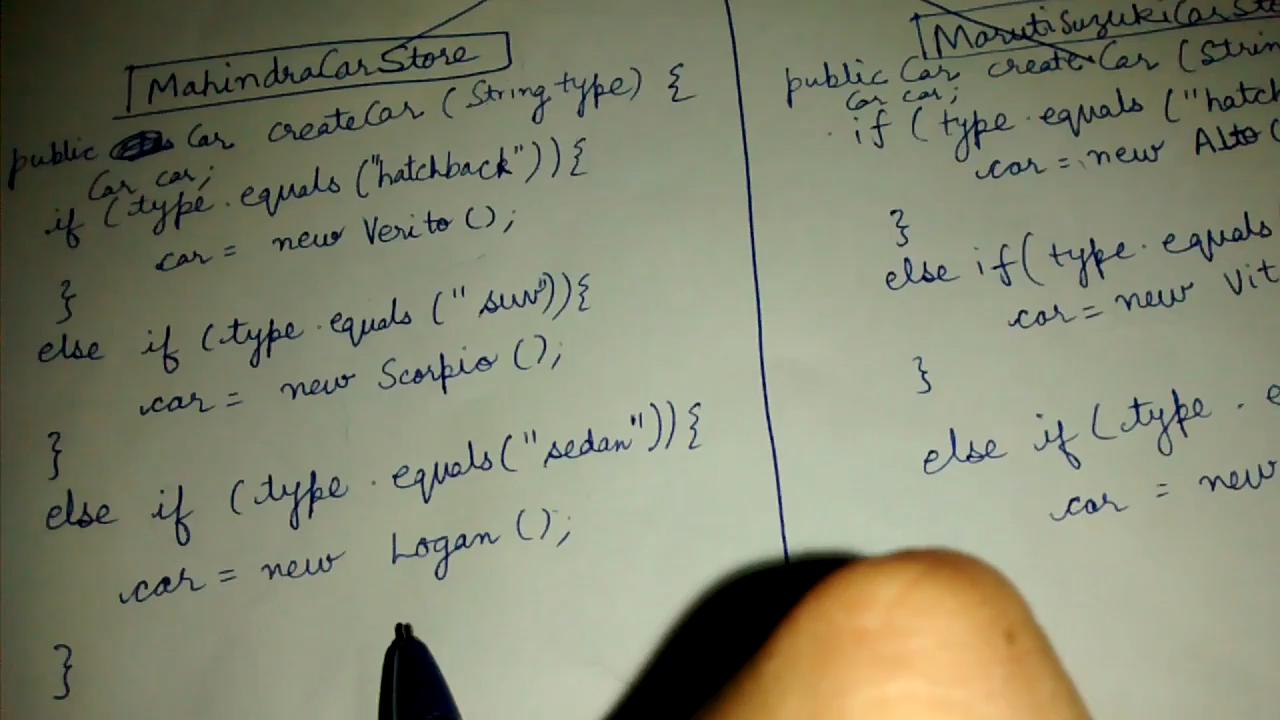 MahindraCarStore
public Car createCar (String type) {
Car car;
if (type.equals ("hatchback")){
car = new Verito ();
}
else if (type.equals ("suv")){
car = new Scorpio ();
}
else if (type.equals("sedan")){
car = new Logan ();
}
MarutiSuzukiCarSto
public Car createCar (Strin
Car car;
if (type.equals ("hatch
car = new Alto (
}
else if(type.equals
car = new Vit
}
else if (type. e
car = new